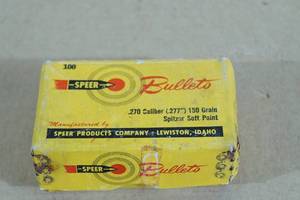 100
SPEER Bullets
.270 Caliber (.277") 150 Grain
Spitzer Soft Point
Manufactured by
SPEER PRODUCTS COMPANY - LEWISTON, IDAHO
SPEER Bullets